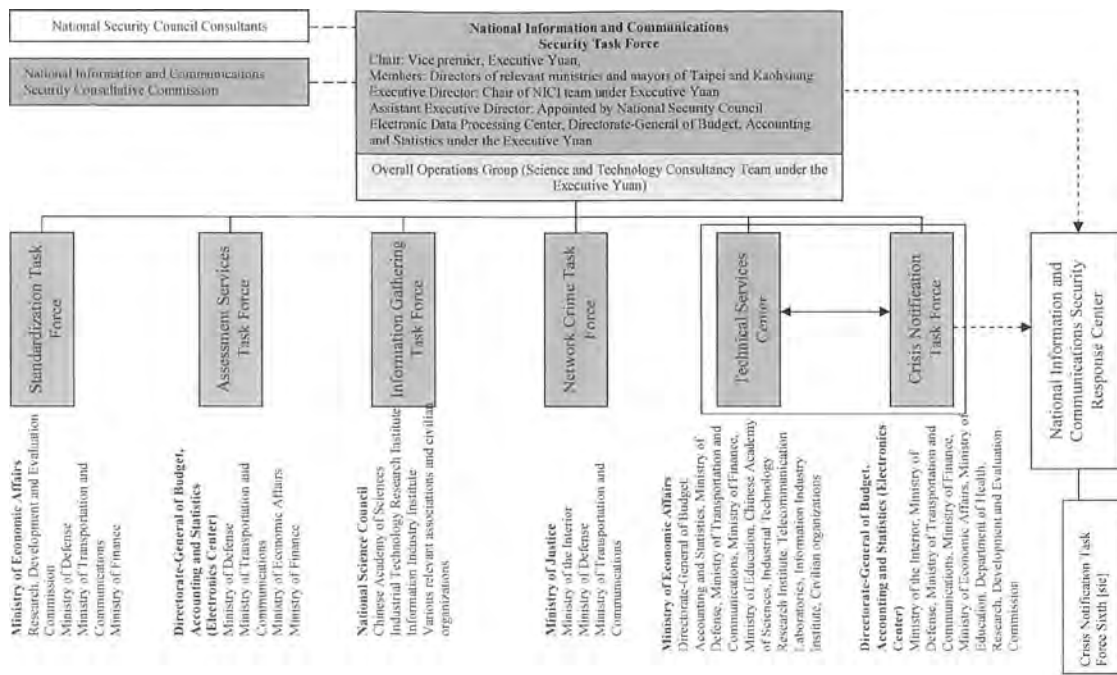 National Security Council Consultants
National Information and Communications
Security Consultative Commission
National Information and Communications
Security Task Force
Chair: Vice premier, Executive Yuan,
Members: Directors of relevant ministries and mayors of Taipei and Kaohsiung
Executive Director: Chair of NICI team under Executive Yuan
Assistant Executive Director: Appointed by National Security Council
Electronic Data Processing Center, Directorate-General of Budget, Accounting
and Statistics under the Executive Yuan
Overall Operations Group (Science and Technology Consultancy Team under the
Executive Yuan)
Standardization Task
Force
Assessment Services
Task Force
Information Gathering
Task Force
Network Crime Task
Force
Technical Services
Center
Crisis Notification
Task Force
National Information and
Communications Security
Response Center
Ministry of Economic Affairs
Research, Development and Evaluation
Commission
Ministry of Defense
Ministry of Transportation and
Communications
Ministry of Finance
Directorate-General of Budget,
Accounting and Statistics
(Electronics Center)
Ministry of Defense
Ministry of Transportation and
Communications
Ministry of Economic Affairs
Ministry of Finance
National Science Council
Chinese Academy of Sciences
Industrial Technology Research Institute
Information Industry Institute
Various relevant associations and civilian
organizations
Ministry of Justice
Ministry of the Interior
Ministry of Defense
Ministry of Transportation and
Communications
Ministry of Economic Affairs
Directorate-General of Budget,
Accounting and Statistics, Ministry of
Defense, Ministry of Transportation and
Communications, Ministry of Finance,
Ministry of Education, Chinese Academy
of Sciences, Industrial Technology
Research Institute, Telecommunication
Laboratories, Information Industry
Institute, Civilian organizations
Directorate-General of Budget,
Accounting and Statistics (Electronics
Center)
Ministry of the Interior, Ministry of
Defense, Ministry of Transportation and
Communications, Ministry of Finance,
Ministry of Economic Affairs, Ministry of
Education, Department of Health,
Research, Development and Evaluation
Commission
Crisis Notification Task
Force Sixth [sic]